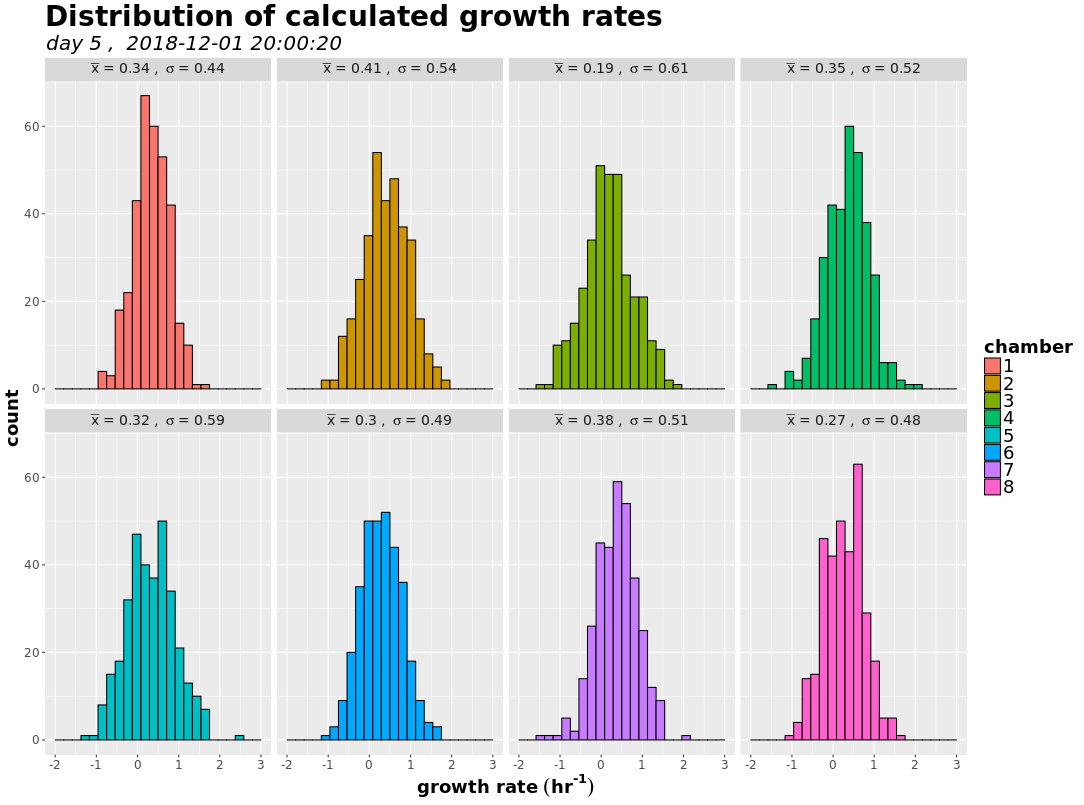 Distribution of calculated growth rates
day 5 , 2018-12-01 20:00:20
x̅ = 0.34 , σ = 0.44
x̅ = 0.41 , σ = 0.54
x̅ = 0.19 , σ = 0.61
x̅ = 0.35 , σ = 0.52
60
40
20
0
x̅ = 0.32 , σ = 0.59
x̅ = 0.3 , σ = 0.49
x̅ = 0.38 , σ = 0.51
x̅ = 0.27 , σ = 0.48
60
40
20
0
-2 -1 0 1 2 3
-2 -1 0 1 2 3
-2 -1 0 1 2 3
-2 -1 0 1 2 3
count
growth rate (hr⁻¹)
chamber
1
2
3
4
5
6
7
8